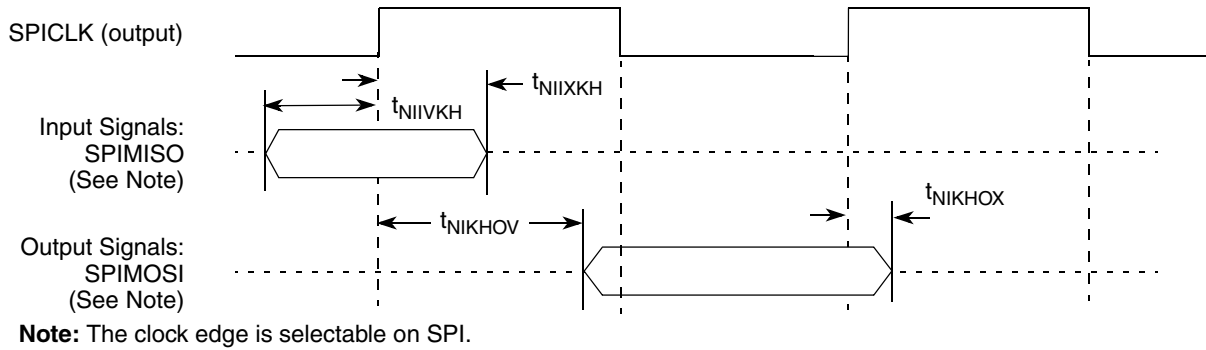 SPICLK (output)
tNIIXKH
tNIIVKH
Input Signals:
SPIMISO
(See Note)
tNIKHOX
tNIKHOV
Output Signals:
SPIMOSI
(See Note)
Note: The clock edge is selectable on SPI.